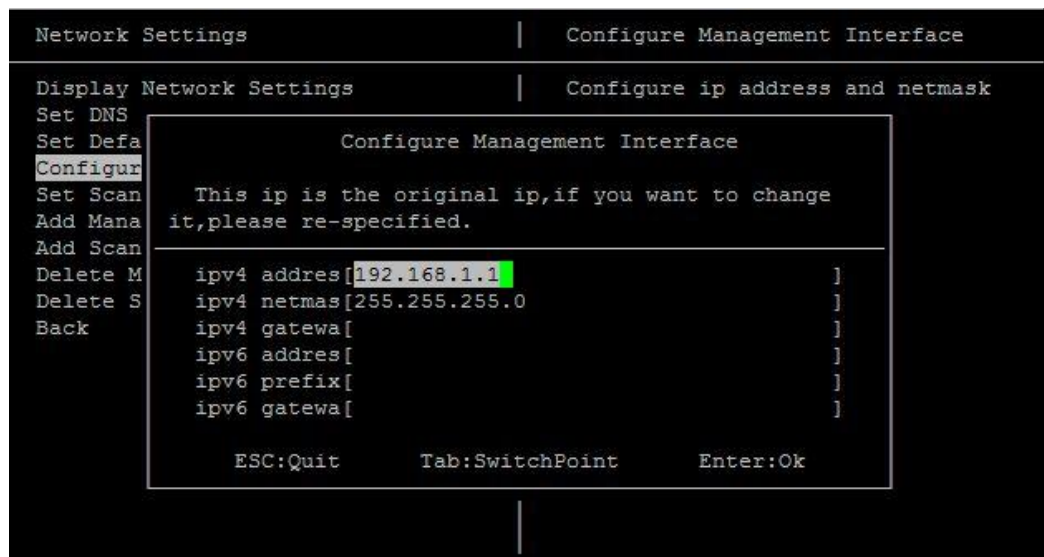 Network Settings
Configure Management Interface
Display Network Settings
Configure ip address and netmask
Set DNS
Set Defa
Configur
Set Scan
Add Mana
Add Scan
Delete M
Delete S
Back
Configure Management Interface
This ip is the original ip,if you want to change
it,please re-specified.
ipv4 addres[192.168.1.1 ]
ipv4 netmas[255.255.255.0 ]
ipv4 gatewa[ ]
ipv6 addres[ ]
ipv6 prefix[ ]
ipv6 gatewa[ ]
ESC:Quit Tab:SwitchPoint Enter:Ok